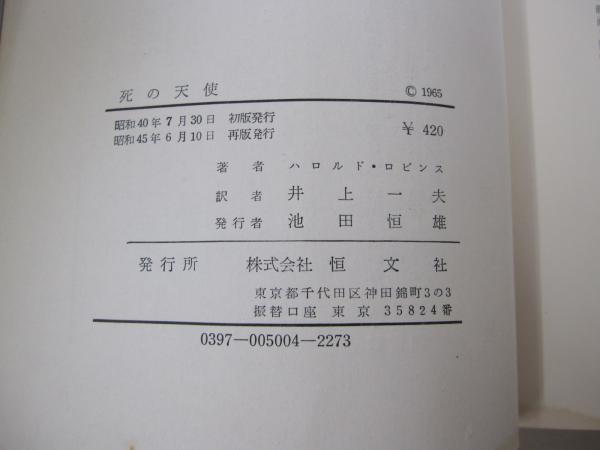 死の天使 © 1965
昭和40年7月30日 初版発行
昭和45年6月10日 再版発行 ¥ 420
著者 ハロルド・ロビンス
訳者 井上一夫
発行者 池田恒雄
発行所 株式会社 恒文社
東京都千代田区神田錦町3の3
振替口座 東京 35824番
0397—005004—2273